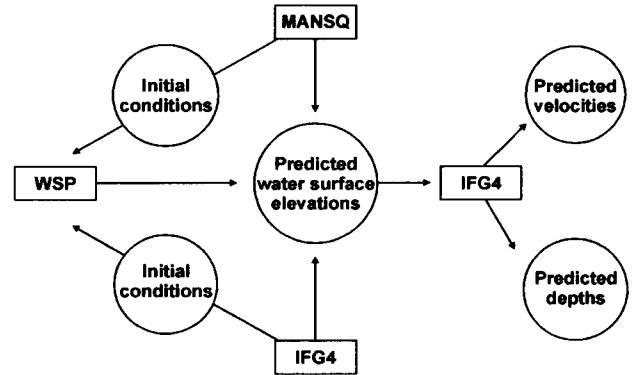 MANSQ
Initial
conditions
Predicted
velocities
WSP
Predicted
water surface
elevations
IFG4
Initial
conditions
Predicted
depths
IFG4